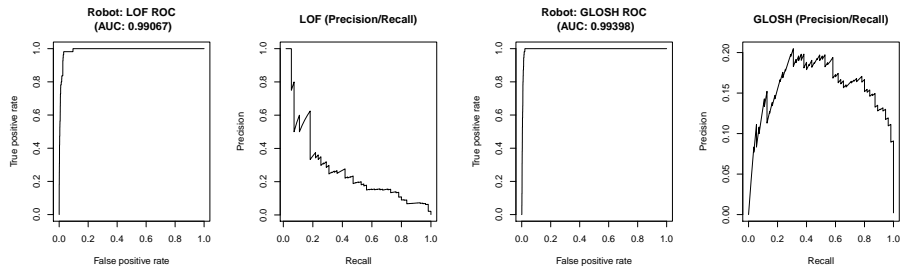 Robot: LOF ROC
(AUC: 0.99067)
True positive rate
0.0 0.2 0.4 0.6 0.8 1.0
0.0 0.2 0.4 0.6 0.8 1.0
False positive rate
LOF (Precision/Recall)
Precision
0.0 0.2 0.4 0.6 0.8 1.0
0.0 0.2 0.4 0.6 0.8 1.0
Recall
Robot: GLOSH ROC
(AUC: 0.99398)
True positive rate
0.0 0.2 0.4 0.6 0.8 1.0
0.0 0.2 0.4 0.6 0.8 1.0
False positive rate
GLOSH (Precision/Recall)
Precision
0.00 0.05 0.10 0.15 0.20
0.0 0.2 0.4 0.6 0.8 1.0
Recall